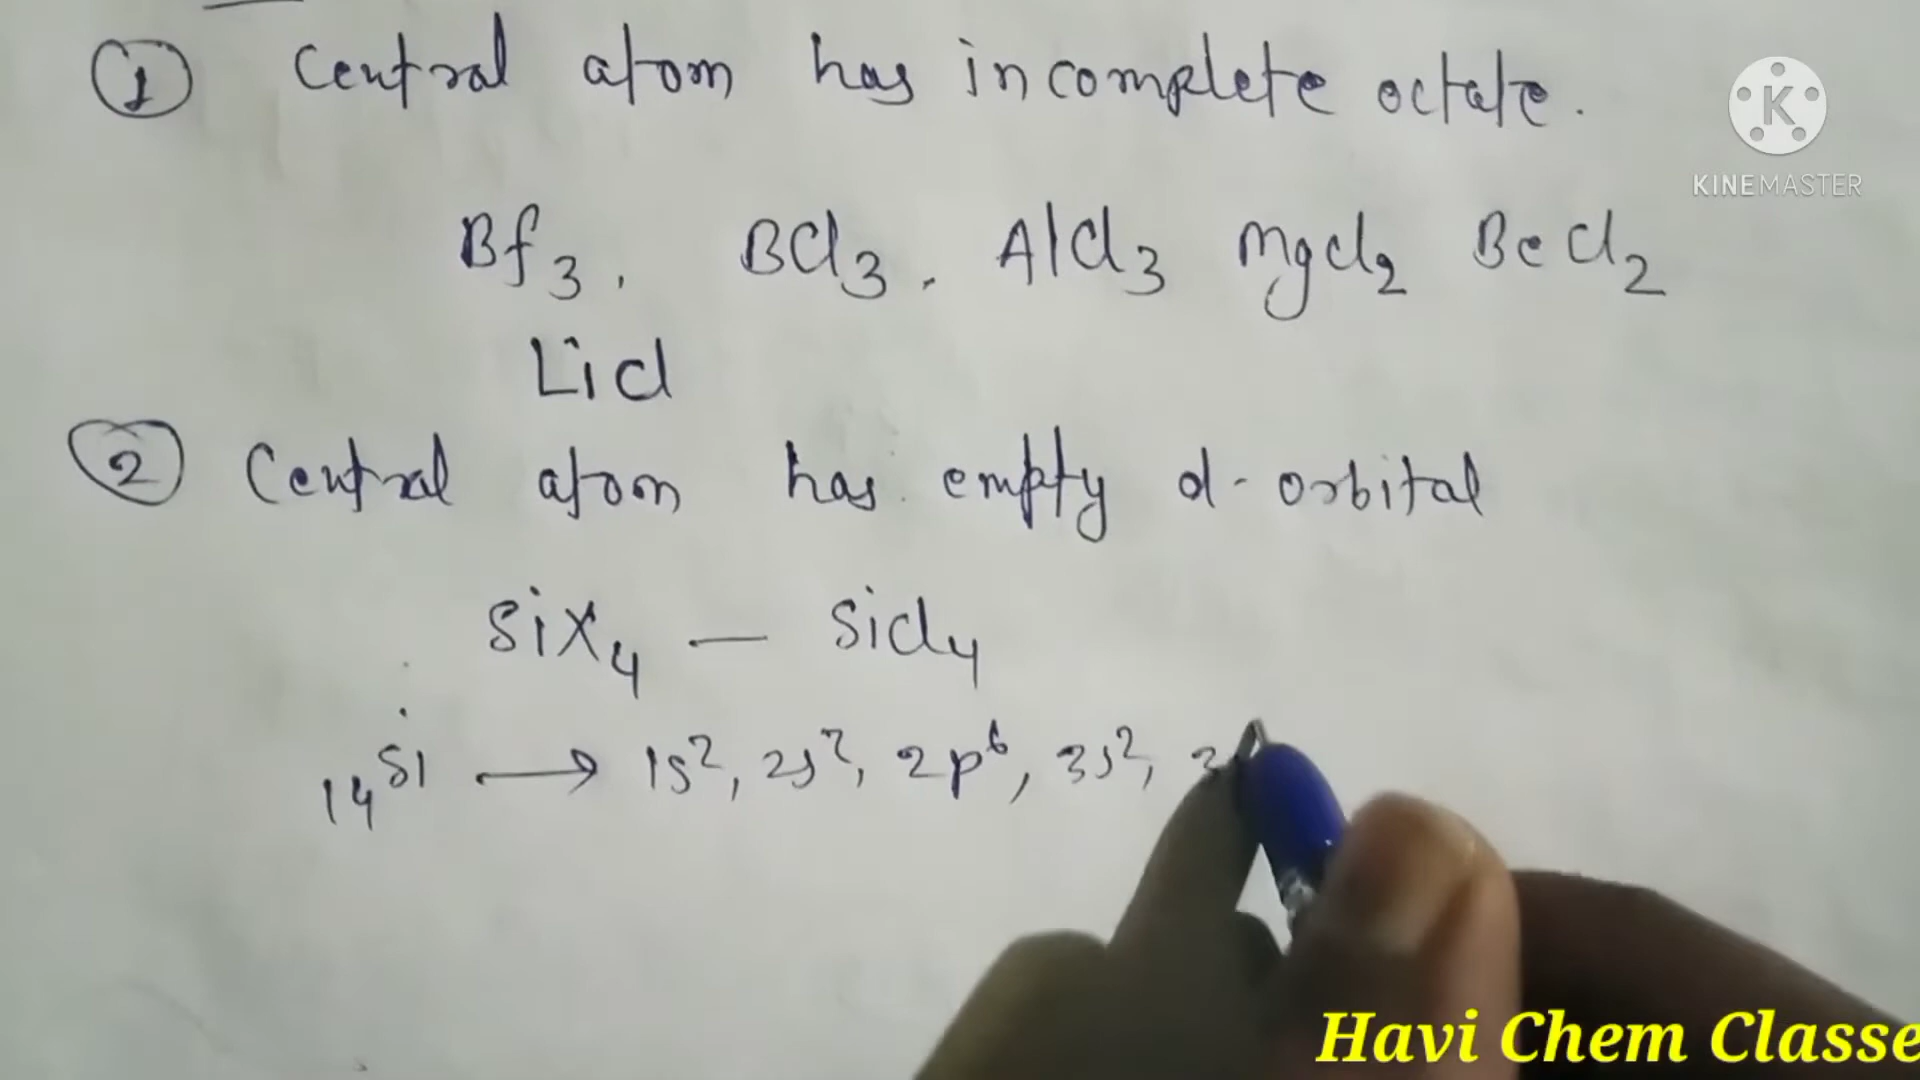 ① Central atom has incomplete octate.
KINEMASTER
Bf₃, BCl₃. AlCl₃ Mgcl₂ BeCl₂
Licl
② Central atom has empty d-orbital
Six₄ — Sicl₄
₁₄Si → 1s², 2s², 2p⁶, 3s², 3
Havi Chem Classe